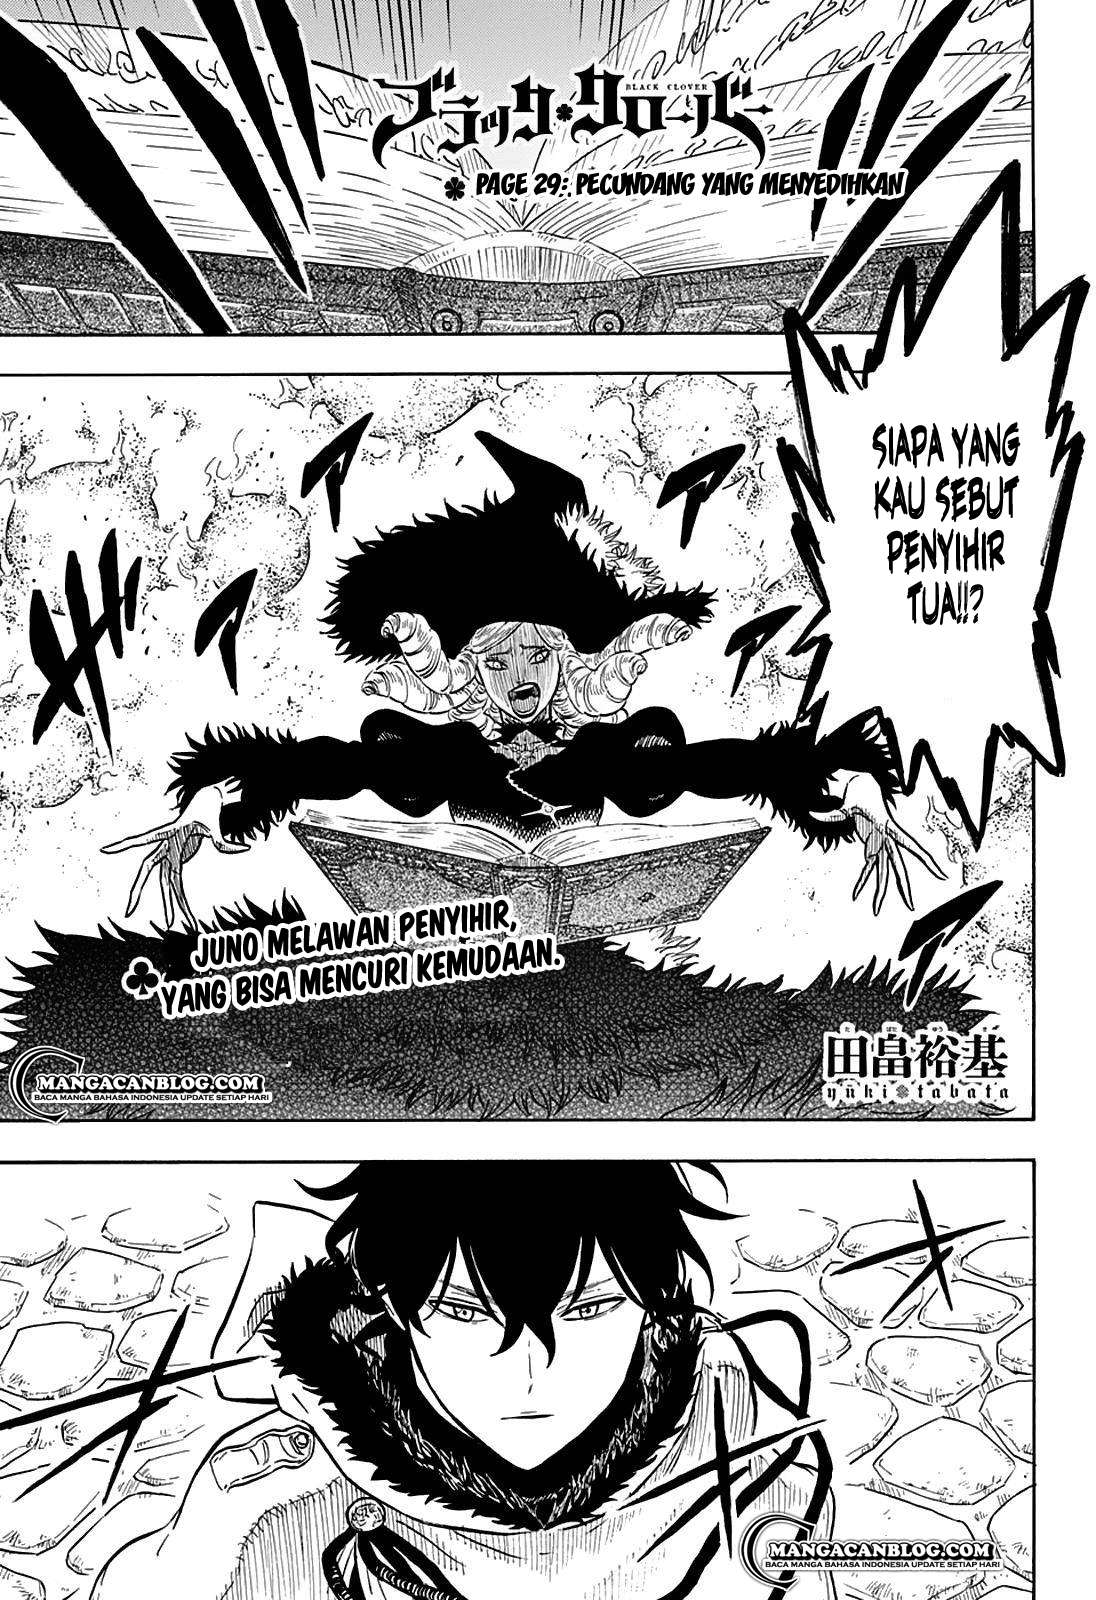 BLACK CLOVER
ブラッククローバー
PAGE 29: PECUNDANG YANG MENYEDIHKAN
SIAPA YANG
KAU SEBUT
PENYIHIR
TUA!!?
JUNO MELAWAN PENYIHIR,
YANG BISA MENCURI KEMUDAAN.
田畠裕基
yūki tabata
MANGACANBLOG.COM
BACA MANGA BAHASA INDONESIA UPDATE SETIAP HARI
MANGACANBLOG.COM
BACA MANGA BAHASA INDONESIA UPDATE SETIAP HARI